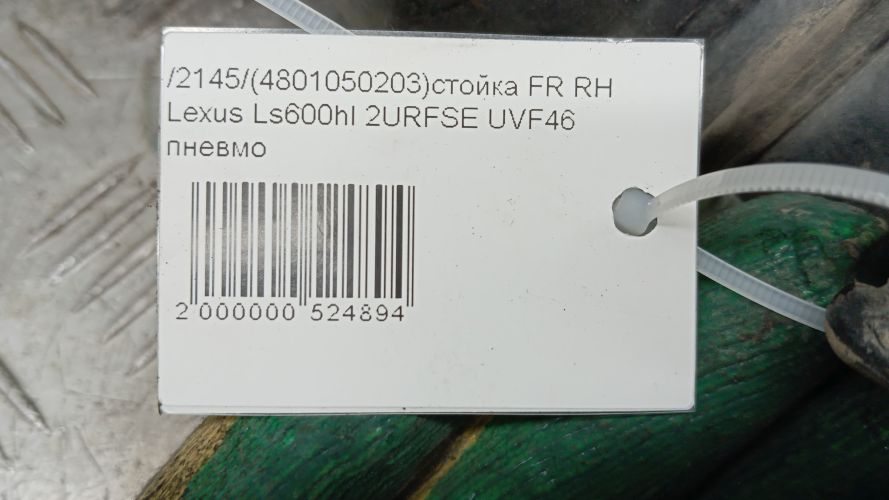 /2145/(4801050203)стойка FR RH
Lexus Ls600hl 2URFSE UVF46
пневмо
2 000000 524894